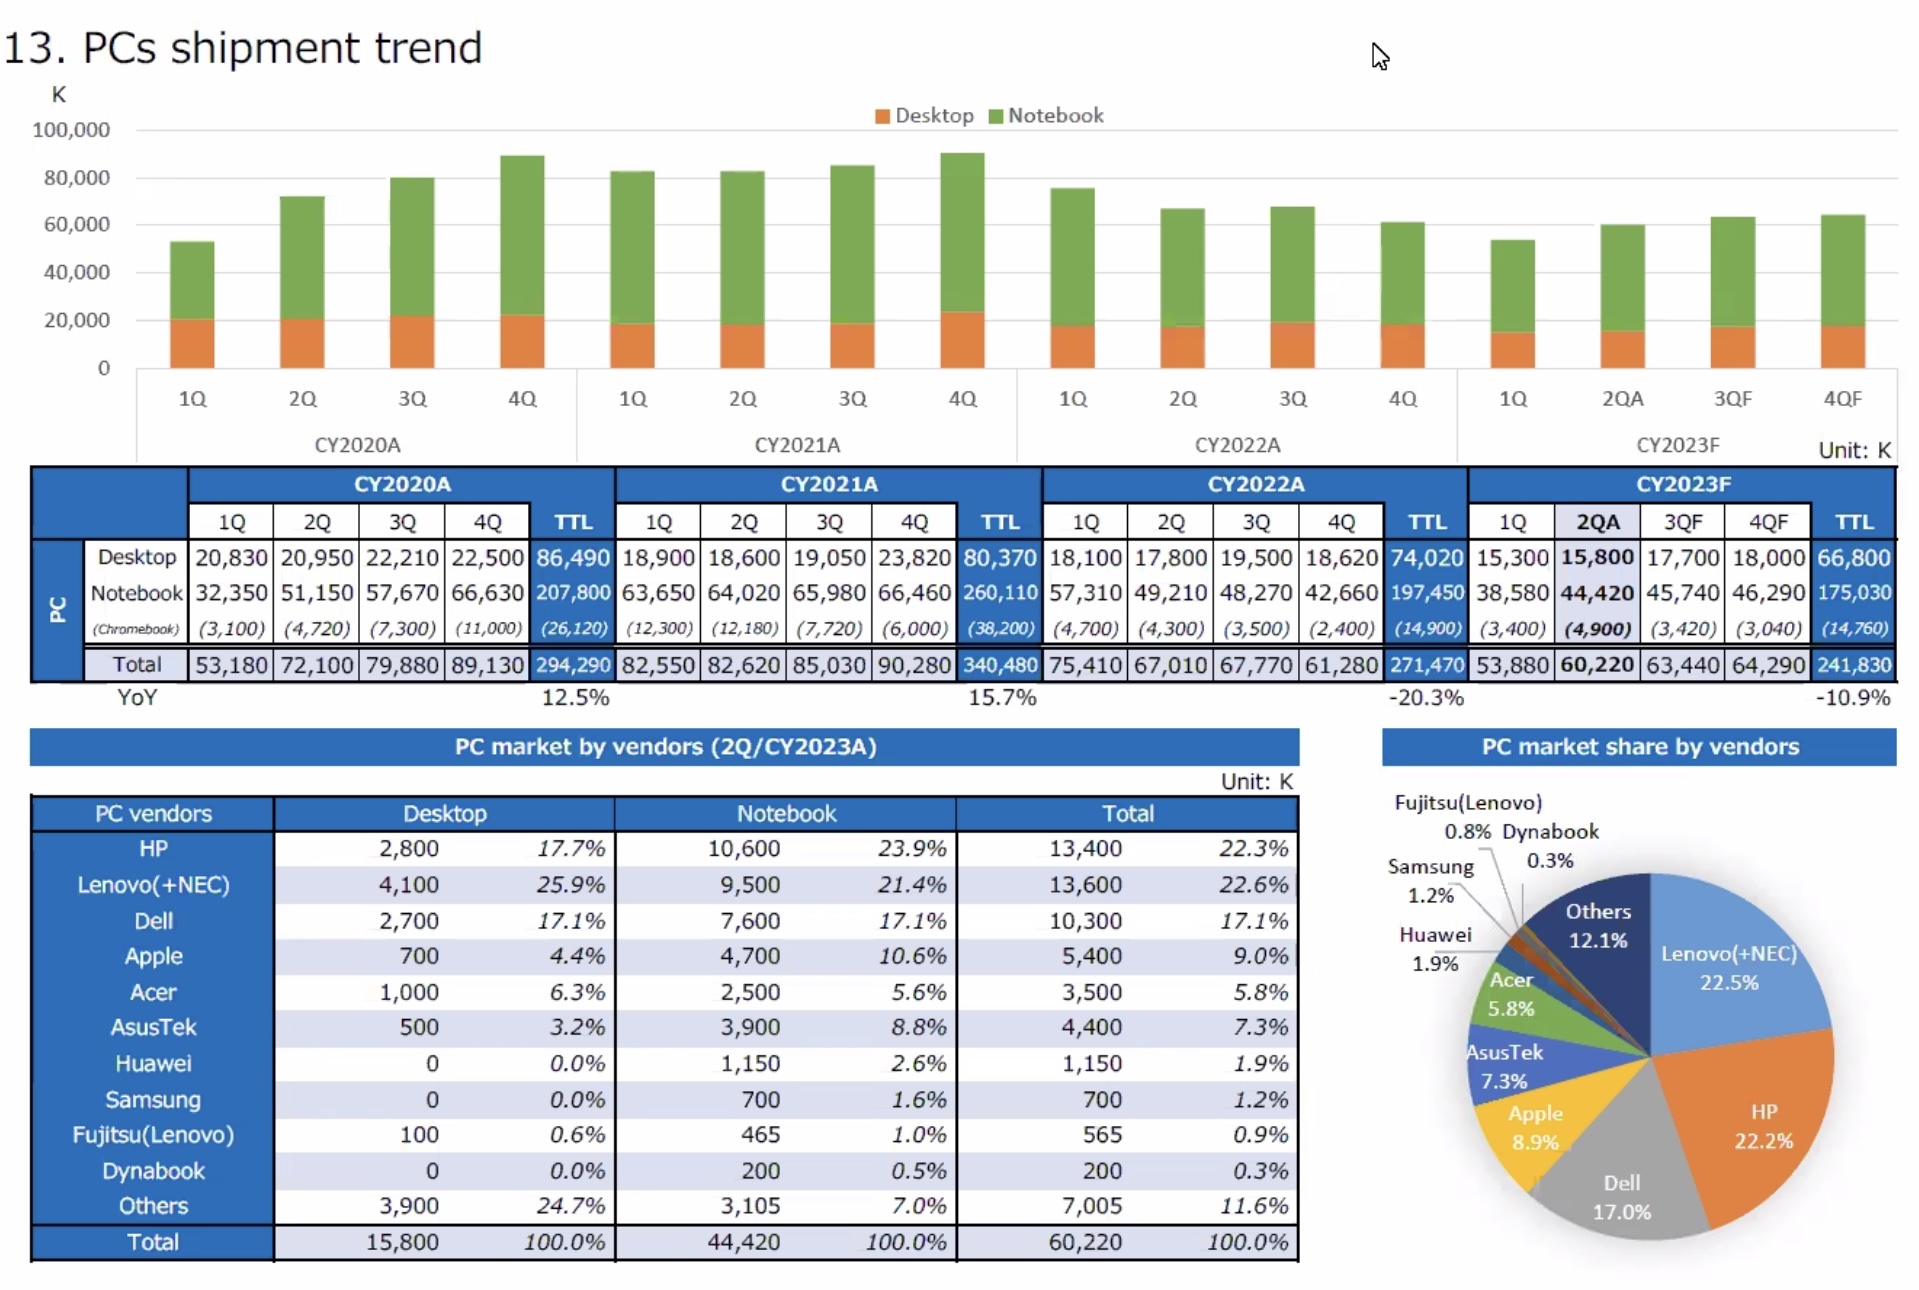 13. PCs shipment trend
K
Desktop Notebook
100,000
80,000
60,000
40,000
20,000
0
1Q 2Q 3Q 4Q 1Q 2Q 3Q 4Q 1Q 2Q 3Q 4Q 1Q 2QA 3QF 4QF
CY2020A CY2021A CY2022A CY2023F
Unit: K
CY2020A CY2021A CY2022A CY2023F
1Q 2Q 3Q 4Q TTL 1Q 2Q 3Q 4Q TTL 1Q 2Q 3Q 4Q TTL 1Q 2QA 3QF 4QF TTL
PC
Desktop 20,830 20,950 22,210 22,500 86,490 18,900 18,600 19,050 23,820 80,370 18,100 17,800 19,500 18,620 74,020 15,300 15,800 17,700 18,000 66,800
Notebook 32,350 51,150 57,670 66,630 207,800 63,650 64,020 65,980 66,460 260,110 57,310 49,210 48,270 42,660 197,450 38,580 44,420 45,740 46,290 175,030
(Chromebook) (3,100) (4,720) (7,300) (11,000) (26,120) (12,300) (12,180) (7,720) (6,000) (38,200) (4,700) (4,300) (3,500) (2,400) (14,900) (3,400) (4,900) (3,420) (3,040) (14,760)
Total 53,180 72,100 79,880 89,130 294,290 82,550 82,620 85,030 90,280 340,480 75,410 67,010 67,770 61,280 271,470 53,880 60,220 63,440 64,290 241,830
YoY 12.5% 15.7% -20.3% -10.9%
PC market by vendors (2Q/CY2023A)
Unit: K
PC vendors Desktop Notebook Total
HP 2,800 17.7% 10,600 23.9% 13,400 22.3%
Lenovo(+NEC) 4,100 25.9% 9,500 21.4% 13,600 22.6%
Dell 2,700 17.1% 7,600 17.1% 10,300 17.1%
Apple 700 4.4% 4,700 10.6% 5,400 9.0%
Acer 1,000 6.3% 2,500 5.6% 3,500 5.8%
AsusTek 500 3.2% 3,900 8.8% 4,400 7.3%
Huawei 0 0.0% 1,150 2.6% 1,150 1.9%
Samsung 0 0.0% 700 1.6% 700 1.2%
Fujitsu(Lenovo) 100 0.6% 465 1.0% 565 0.9%
Dynabook 0 0.0% 200 0.5% 200 0.3%
Others 3,900 24.7% 3,105 7.0% 7,005 11.6%
Total 15,800 100.0% 44,420 100.0% 60,220 100.0%
PC market share by vendors
Fujitsu(Lenovo)
0.8%
Dynabook
0.3%
Samsung
1.2%
Huawei
1.9%
Others
12.1%
Lenovo(+NEC)
22.5%
Acer
5.8%
AsusTek
7.3%
Apple
8.9%
HP
22.2%
Dell
17.0%